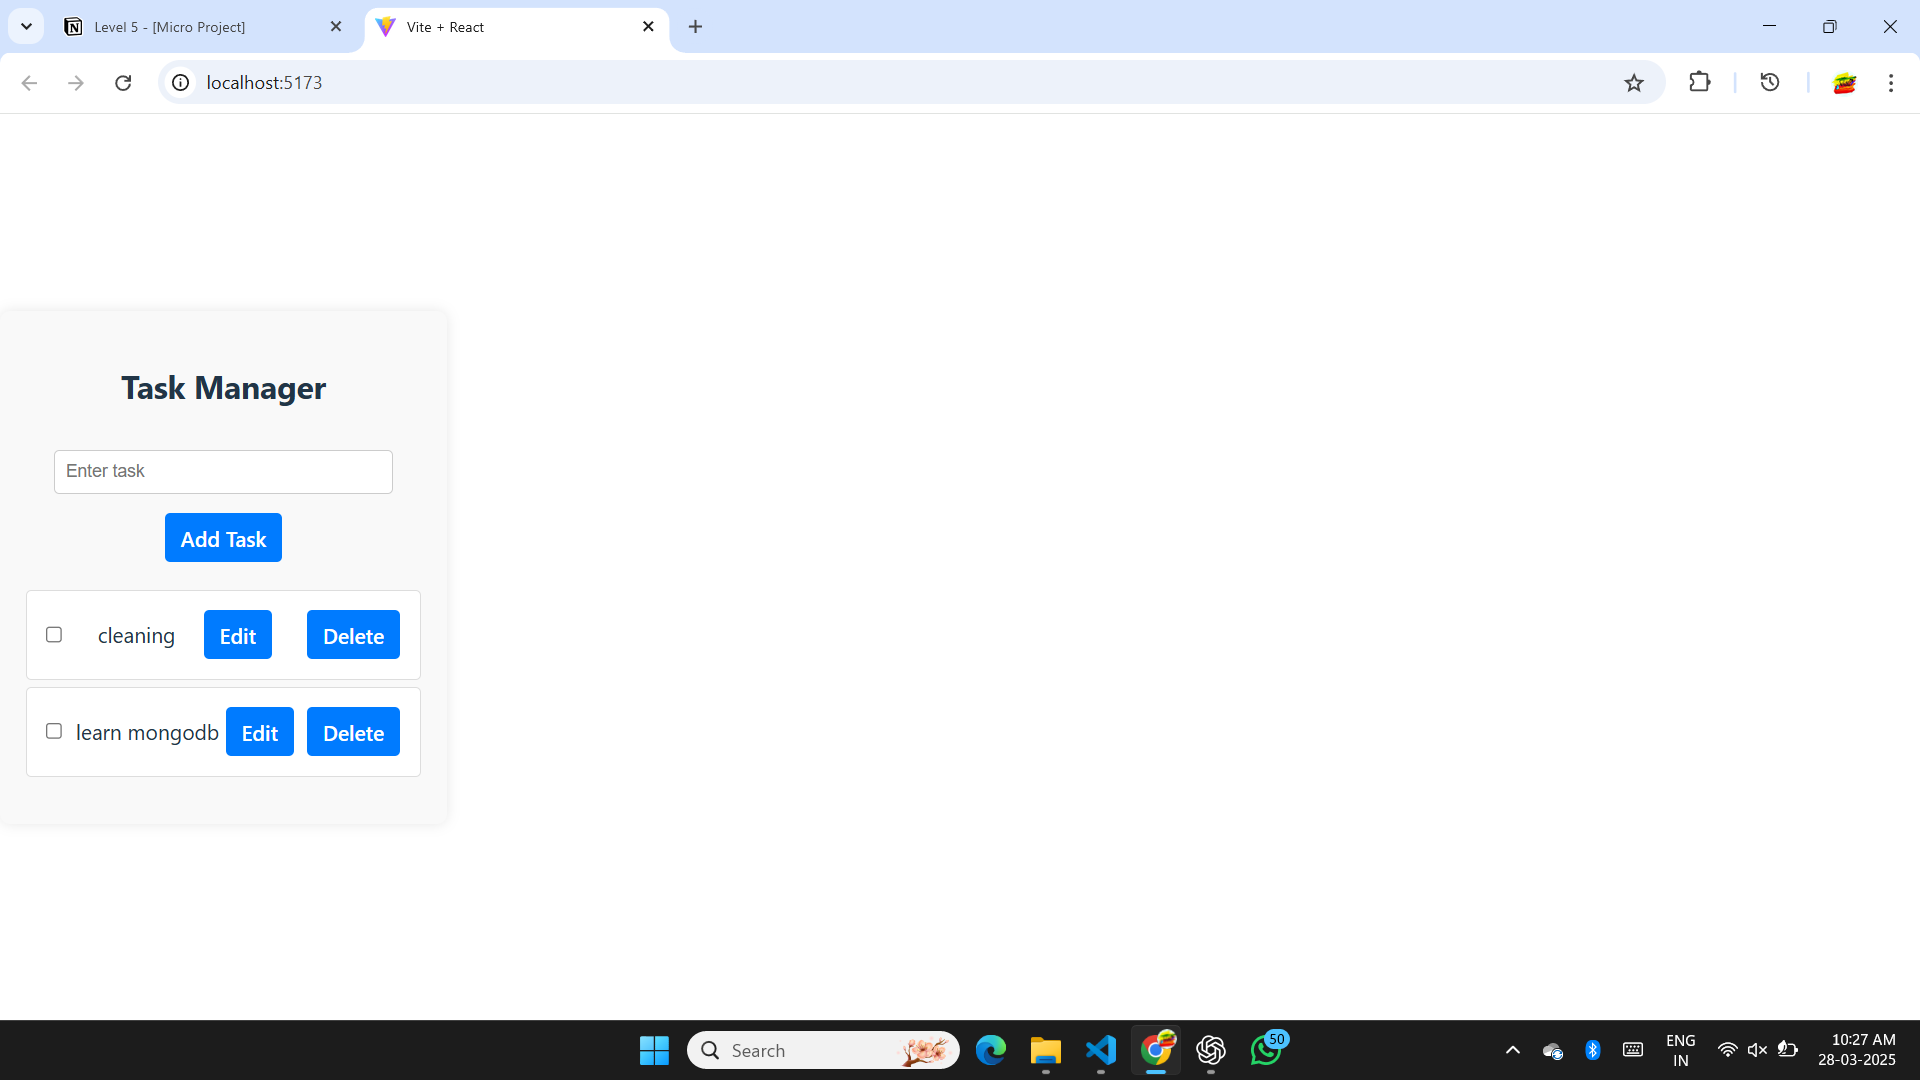 Level 5 - [Micro Project]
Vite + React
localhost:5173
Task Manager
Enter task
Add Task
cleaning Edit Delete
learn mongodb Edit Delete
Search
50
ENG
IN
10:27 AM
28-03-2025